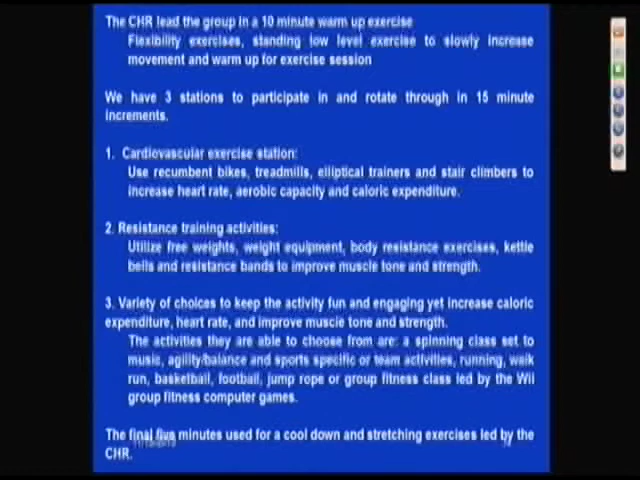 The CHR lead the group in a 10 minute warm up exercise
Flexibility exercises, standing low level exercise to slowly increase
movement and warm up for exercise session
We have 3 stations to participate in and rotate through in 15 minute
increments.
1. Cardiovascular exercise station:
Use recumbent bikes, treadmills, elliptical trainers and stair climbers to
increase heart rate, aerobic capacity and caloric expenditure.
2. Resistance training activities:
Utilize free weights, weight equipment, body resistance exercises, kettle
bells and resistance bands to improve muscle tone and strength.
3. Variety of choices to keep the activity fun and engaging yet increase caloric
expenditure, heart rate, and improve muscle tone and strength.
The activities they are able to choose from are: a spinning class set to
music, agility/balance and sports specific or team activities, running, walk
run, basketball, football, jump rope or group fitness class led by the Wii
group fitness computer games.
The final five minutes used for a cool down and stretching exercises led by the
CHR.